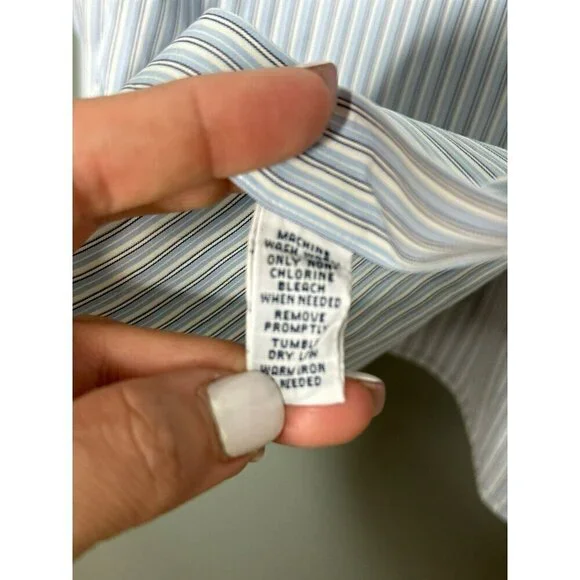 MACHINE
WASH WARM
ONLY NON-
CHLORINE
BLEACH
WHEN NEEDED
REMOVE
PROMPTLY
TUMBLE
DRY LOW
WARM IRON
NEEDED